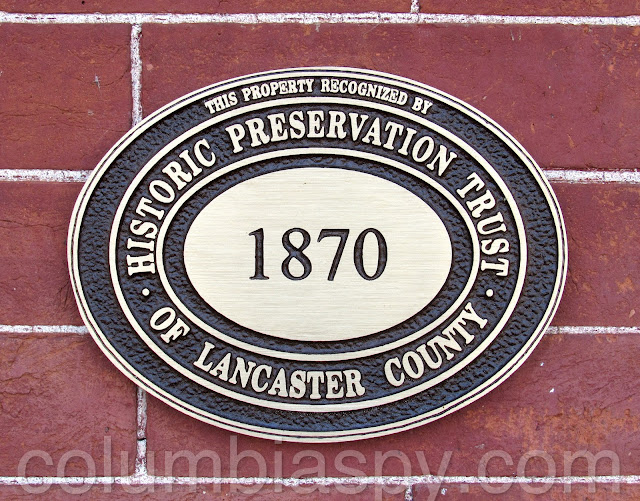 THIS PROPERTY RECOGNIZED BY
HISTORIC PRESERVATION TRUST
1870
· OF LANCASTER COUNTY ·
columbiaspy.com